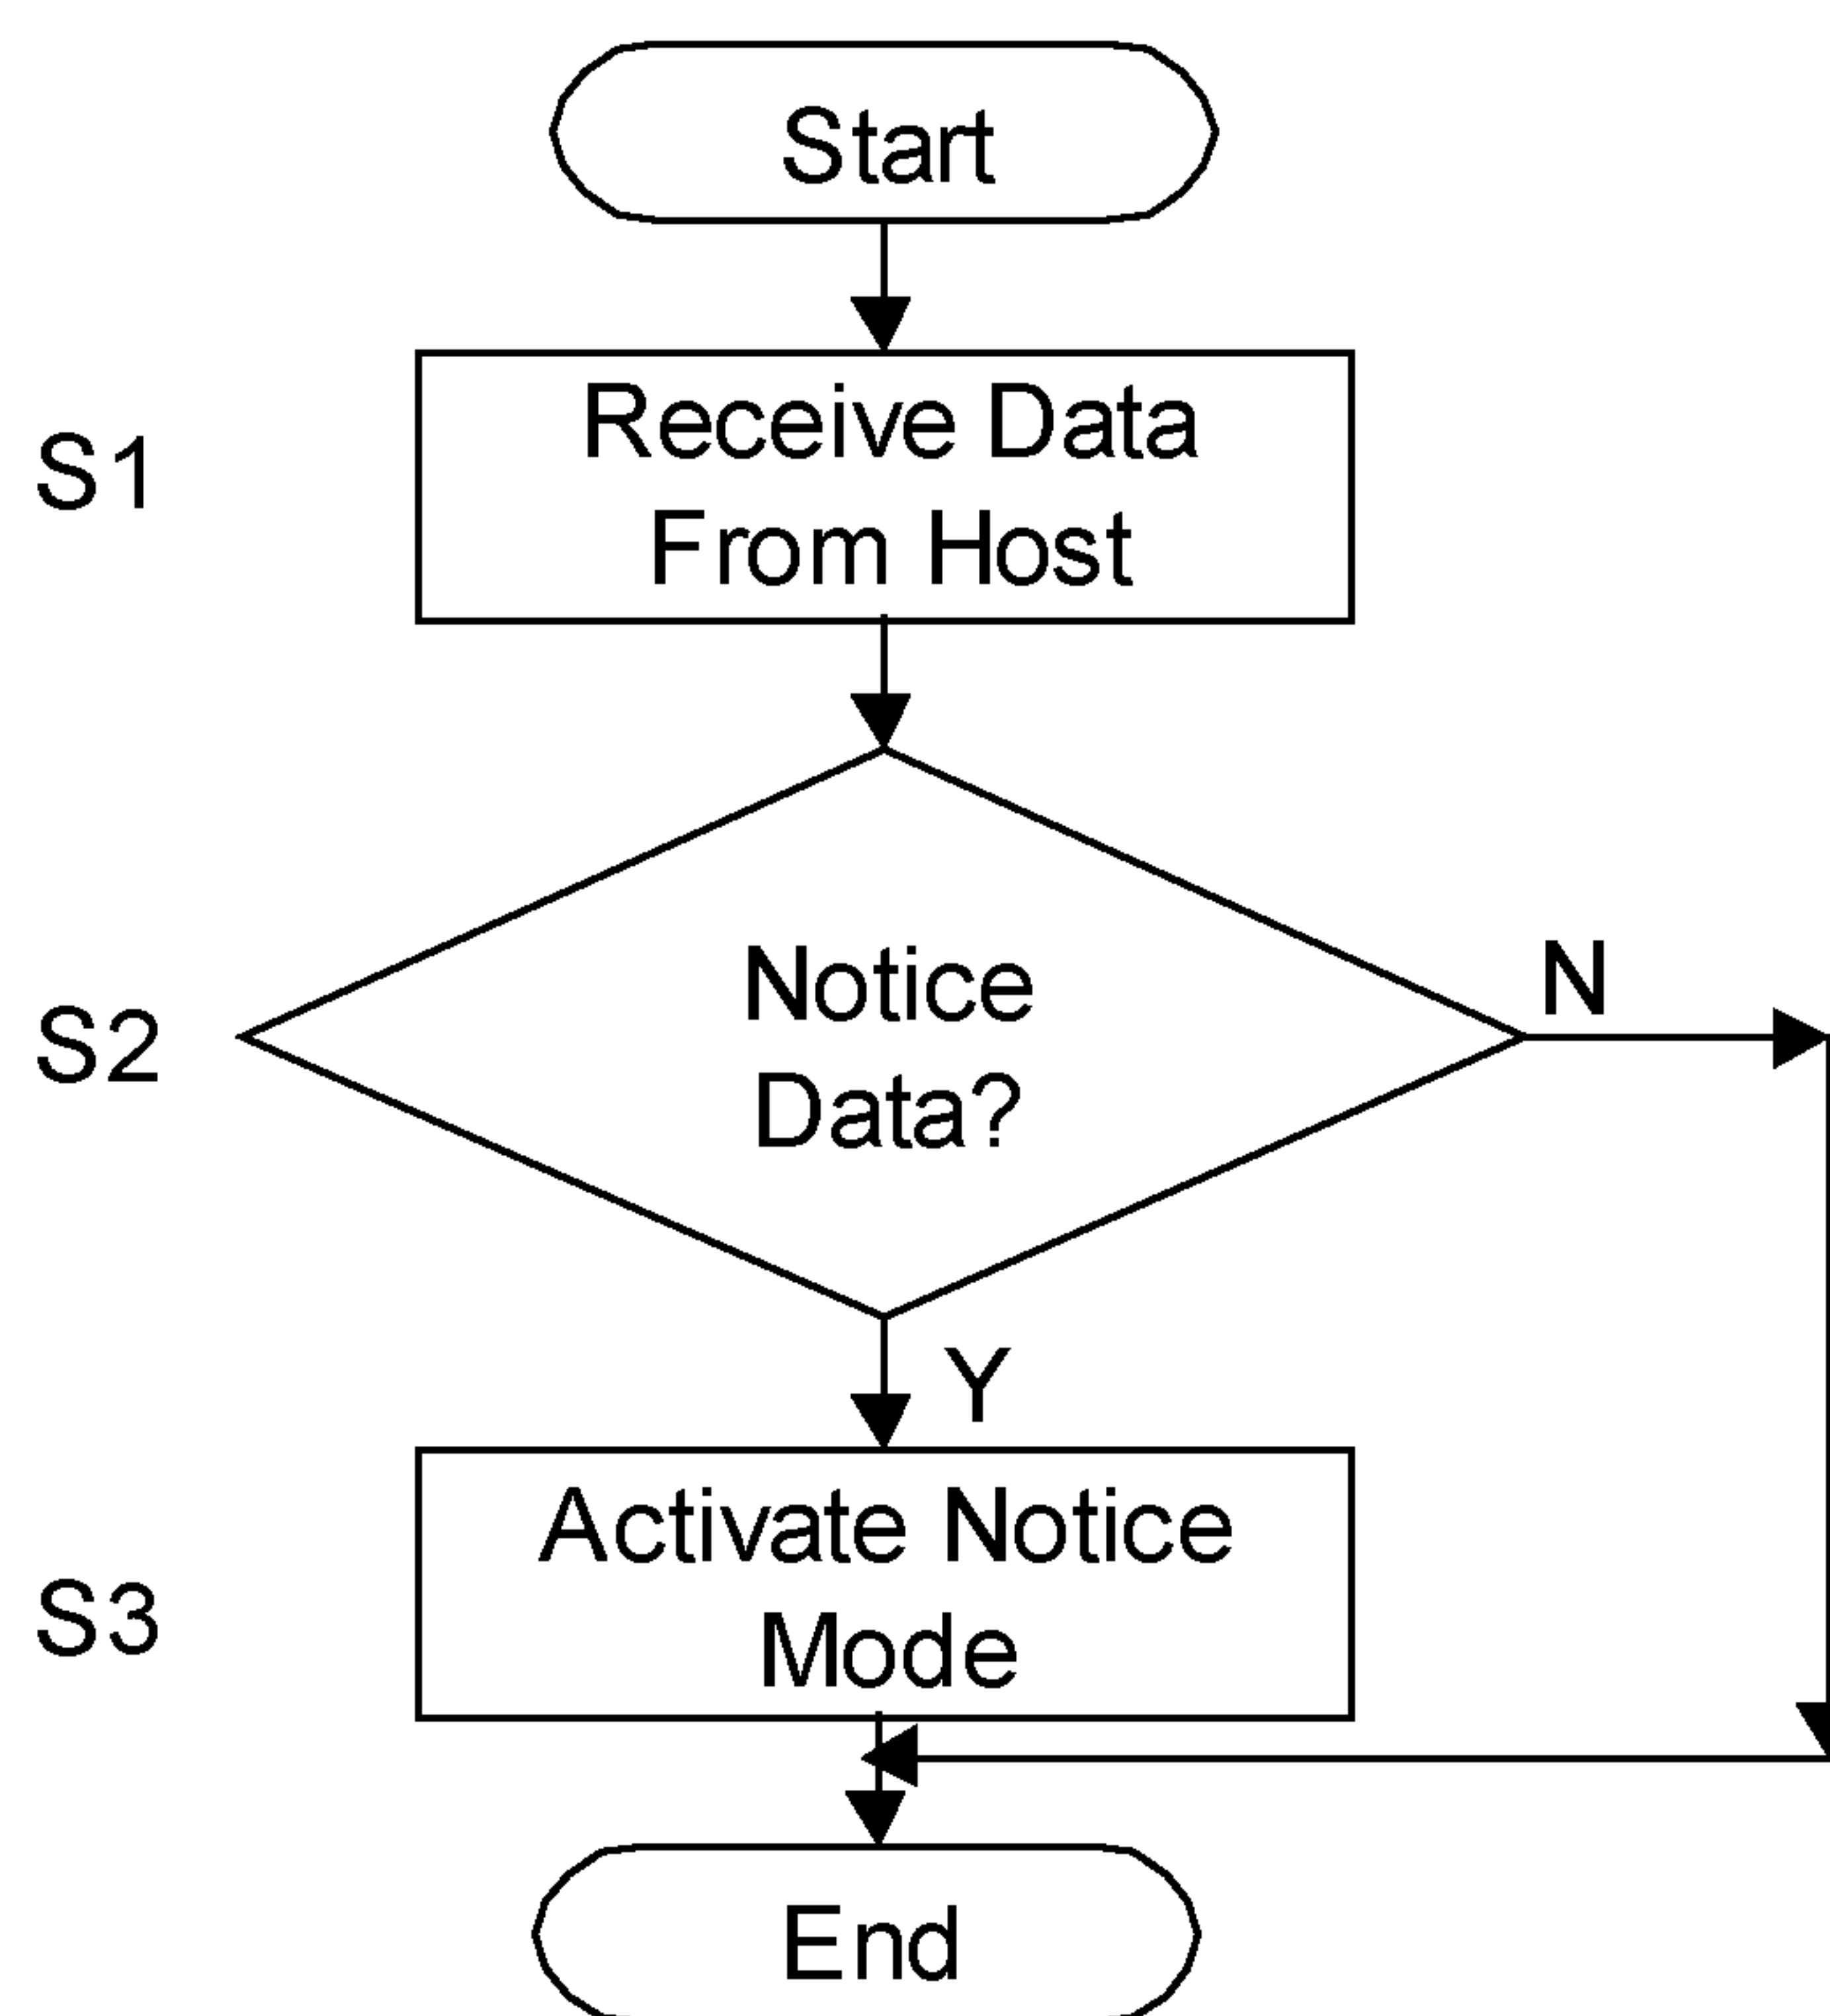 Start
S1
Receive Data
From Host
S2
Notice
Data?
N
Y
S3
Activate Notice
Mode
End